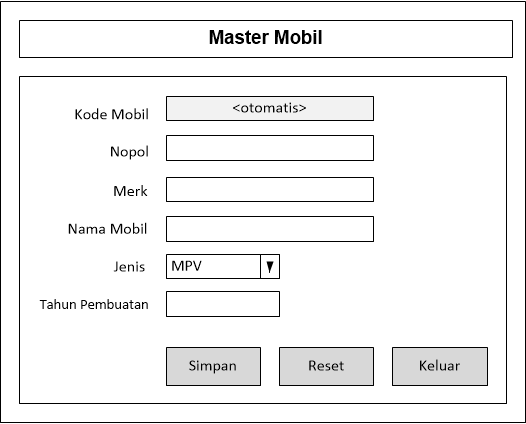 Master Mobil
Kode Mobil <otomatis>
Nopol
Merk
Nama Mobil
Jenis MPV
Tahun Pembuatan
Simpan Reset Keluar